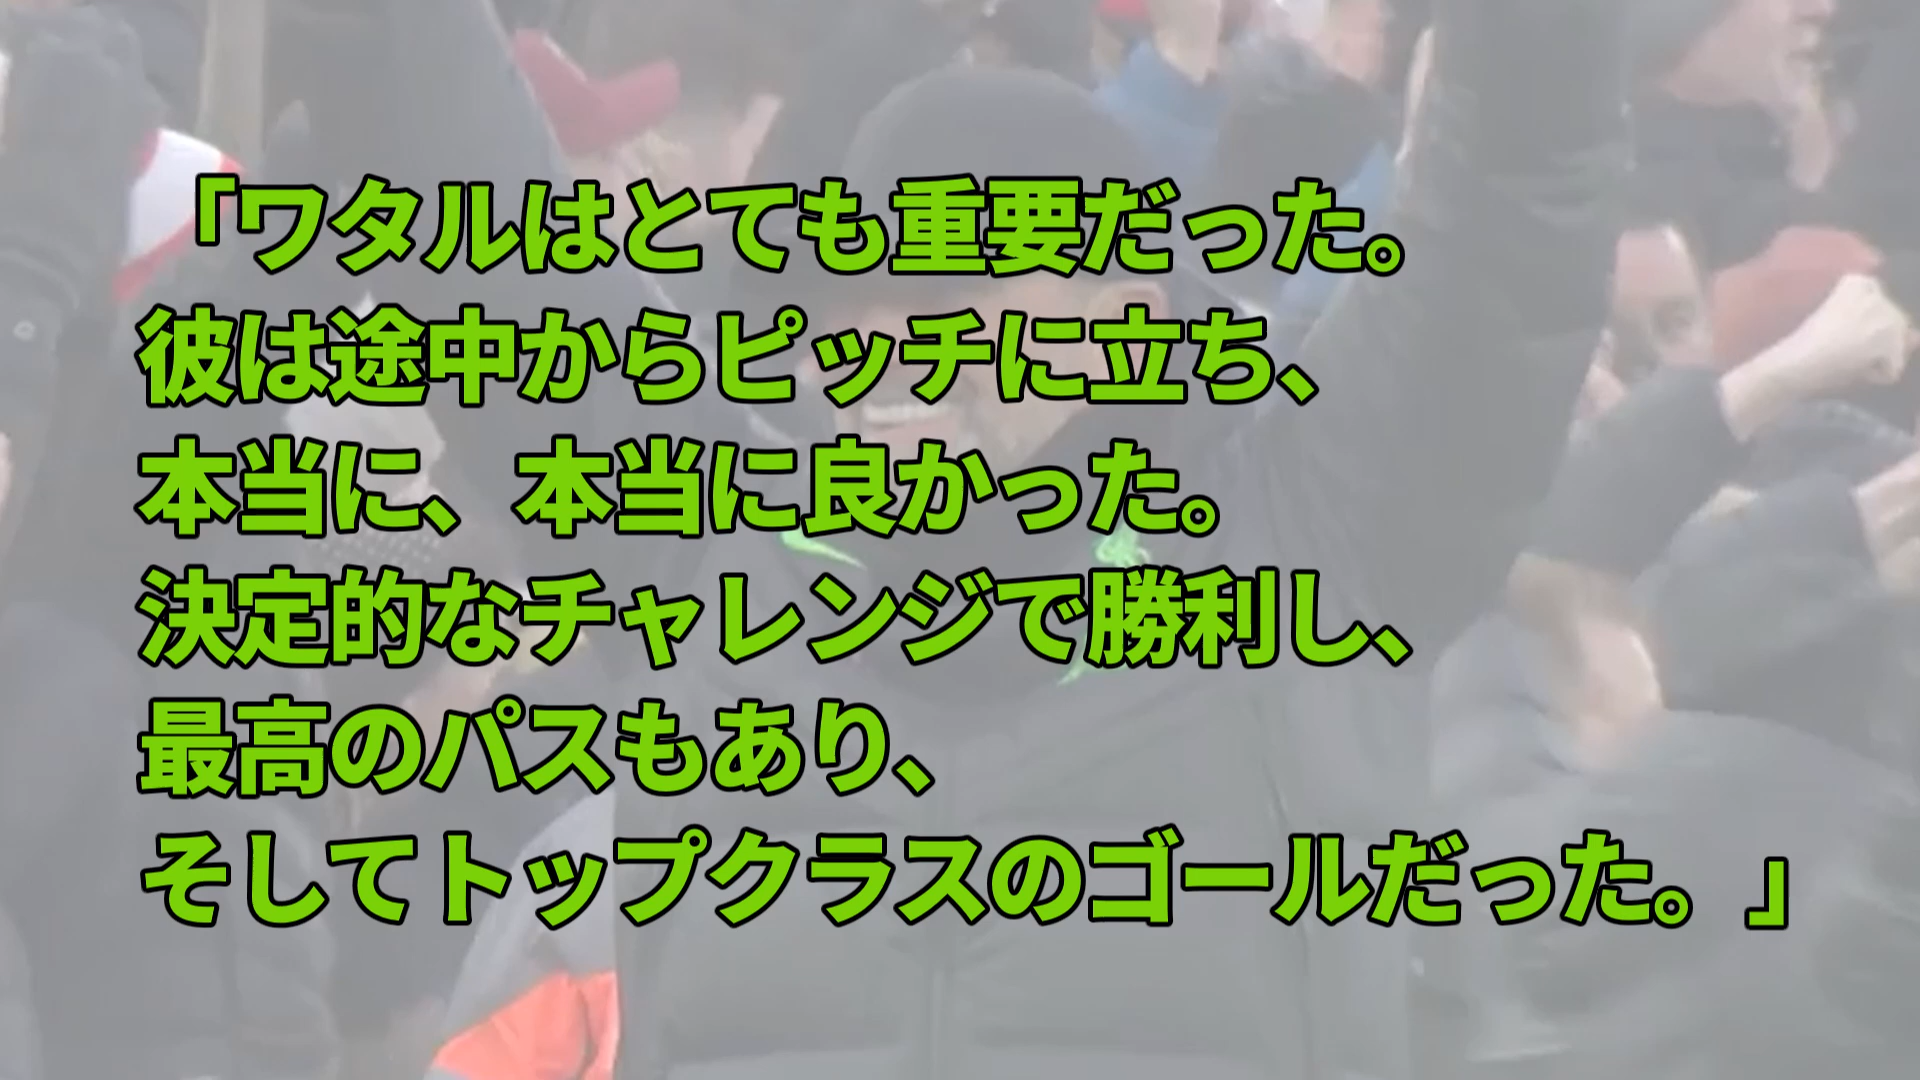 「ワタルはとても重要だった。
彼は途中からピッチに立ち、
本当に、本当に良かった。
決定的なチャレンジで勝利し、
最高のパスもあり、
そしてトップクラスのゴールだった。」